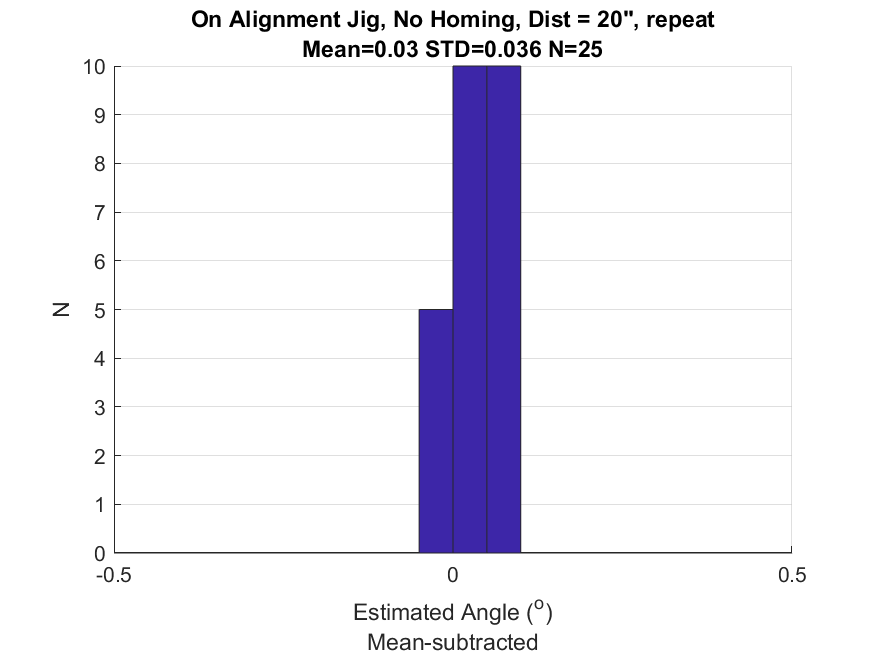 On Alignment Jig, No Homing, Dist = 20", repeat
Mean=0.03 STD=0.036 N=25
10
9
8
7
6
5
4
3
2
1
0
N
-0.5
0
0.5
Estimated Angle (o)
Mean-subtracted